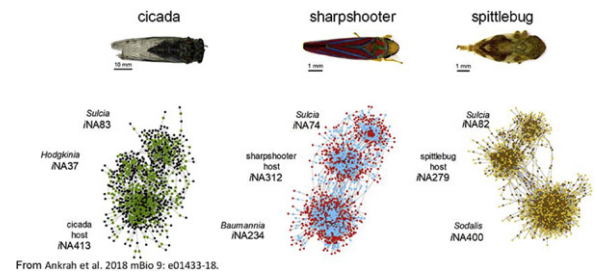 cicada
sharpshooter
spittlebug
10 mm
1 mm
1 mm
Sulcia
iNA83
Hodgkinia
iNA37
cicada
host
iNA413
Sulcia
iNA74
sharpshooter
host
iNA312
Baumannia
iNA234
Sulcia
iNA82
spittlebug
host
iNA279
Sodalis
iNA400
From Ankrah et al. 2018 mBio 9: e01433-18.